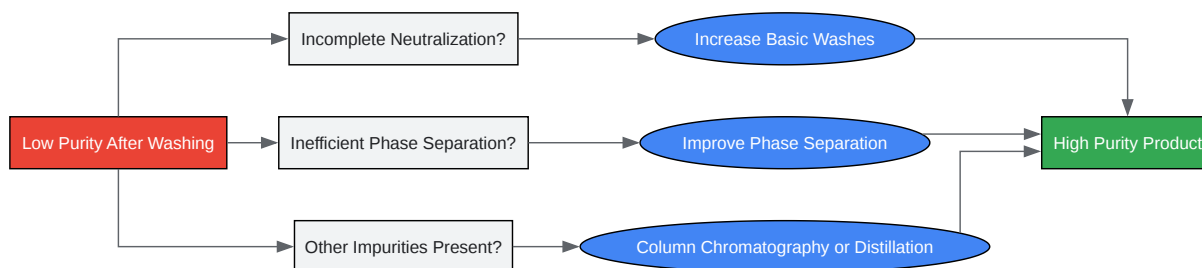 Incomplete Neutralization?
Increase Basic Washes
Low Purity After Washing
Inefficient Phase Separation?
Improve Phase Separation
High Purity Product
Other Impurities Present?
Column Chromatography or Distillation